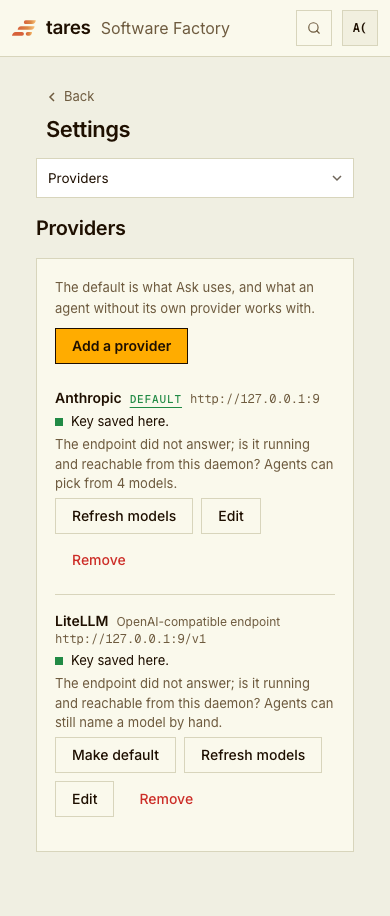 tares Software Factory A(
Back
Settings
Providers
Providers
The default is what Ask uses, and what an
agent without its own provider works with.
Add a provider
Anthropic DEFAULT http://127.0.0.1:9
Key saved here.
The endpoint did not answer; is it running
and reachable from this daemon? Agents can
pick from 4 models.
Refresh models Edit
Remove
LiteLLM OpenAI-compatible endpoint
http://127.0.0.1:9/v1
Key saved here.
The endpoint did not answer; is it running
and reachable from this daemon? Agents can
still name a model by hand.
Make default Refresh models
Edit Remove